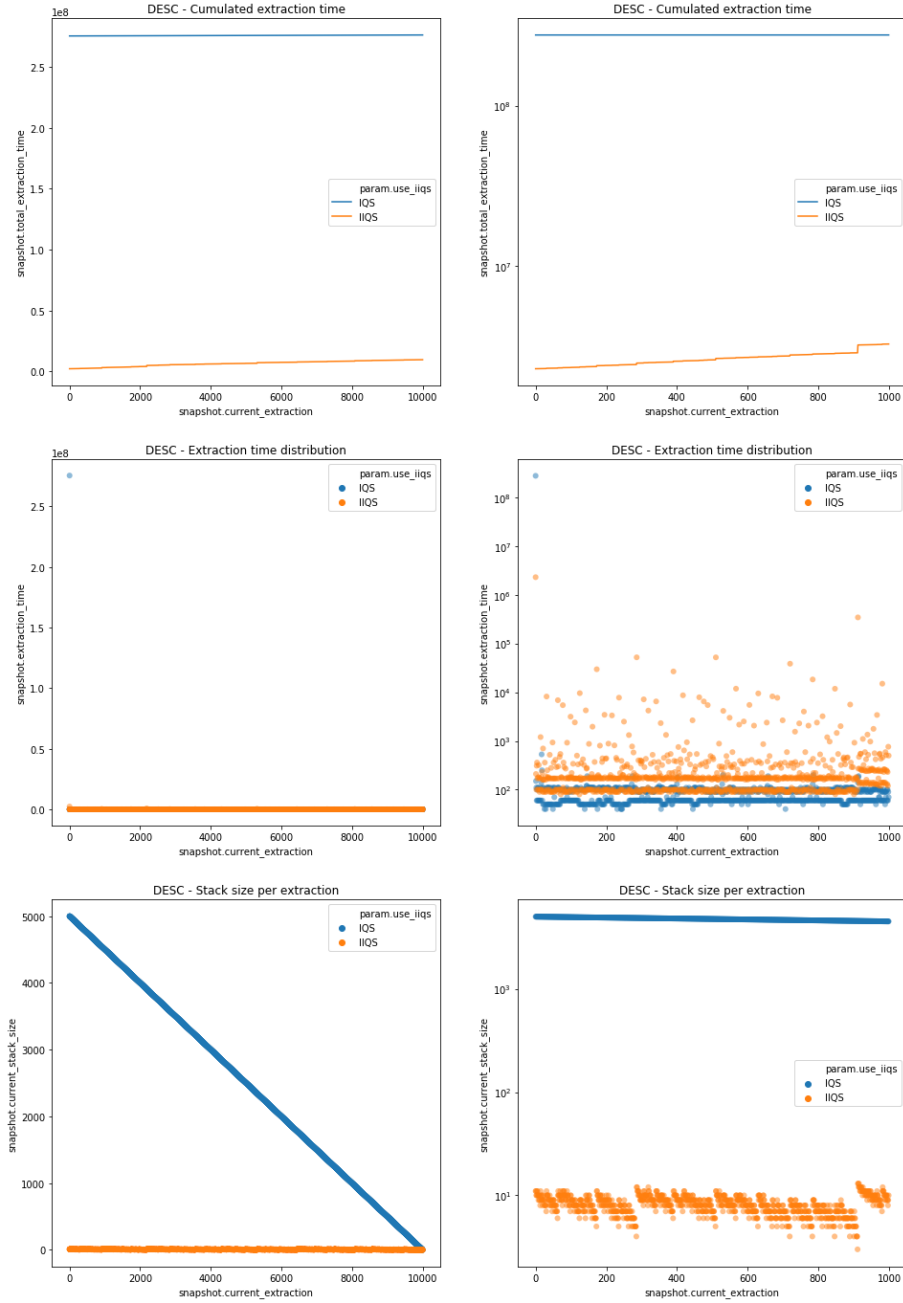 DESC - Cumulated extraction time
1e8
snapshot.total_extraction_time
2.5
2.0
1.5
1.0
0.5
0.0
param.use_iiqs
IQS
IIQS
0 2000 4000 6000 8000 10000
snapshot.current_extraction
DESC - Cumulated extraction time
snapshot.total_extraction_time
10^8
10^7
param.use_iiqs
IQS
IIQS
0 200 400 600 800 1000
snapshot.current_extraction
DESC - Extraction time distribution
1e8
snapshot.extraction_time
2.5
2.0
1.5
1.0
0.5
0.0
param.use_iiqs
IQS
IIQS
0 2000 4000 6000 8000 10000
snapshot.current_extraction
DESC - Extraction time distribution
snapshot.extraction_time
10^8
10^7
10^6
10^5
10^4
10^3
10^2
param.use_iiqs
IQS
IIQS
0 200 400 600 800 1000
snapshot.current_extraction
DESC - Stack size per extraction
snapshot.current_stack_size
5000
4000
3000
2000
1000
0
param.use_iiqs
IQS
IIQS
0 2000 4000 6000 8000 10000
snapshot.current_extraction
DESC - Stack size per extraction
snapshot.current_stack_size
10^3
10^2
10^1
param.use_iiqs
IQS
IIQS
0 200 400 600 800 1000
snapshot.current_extraction